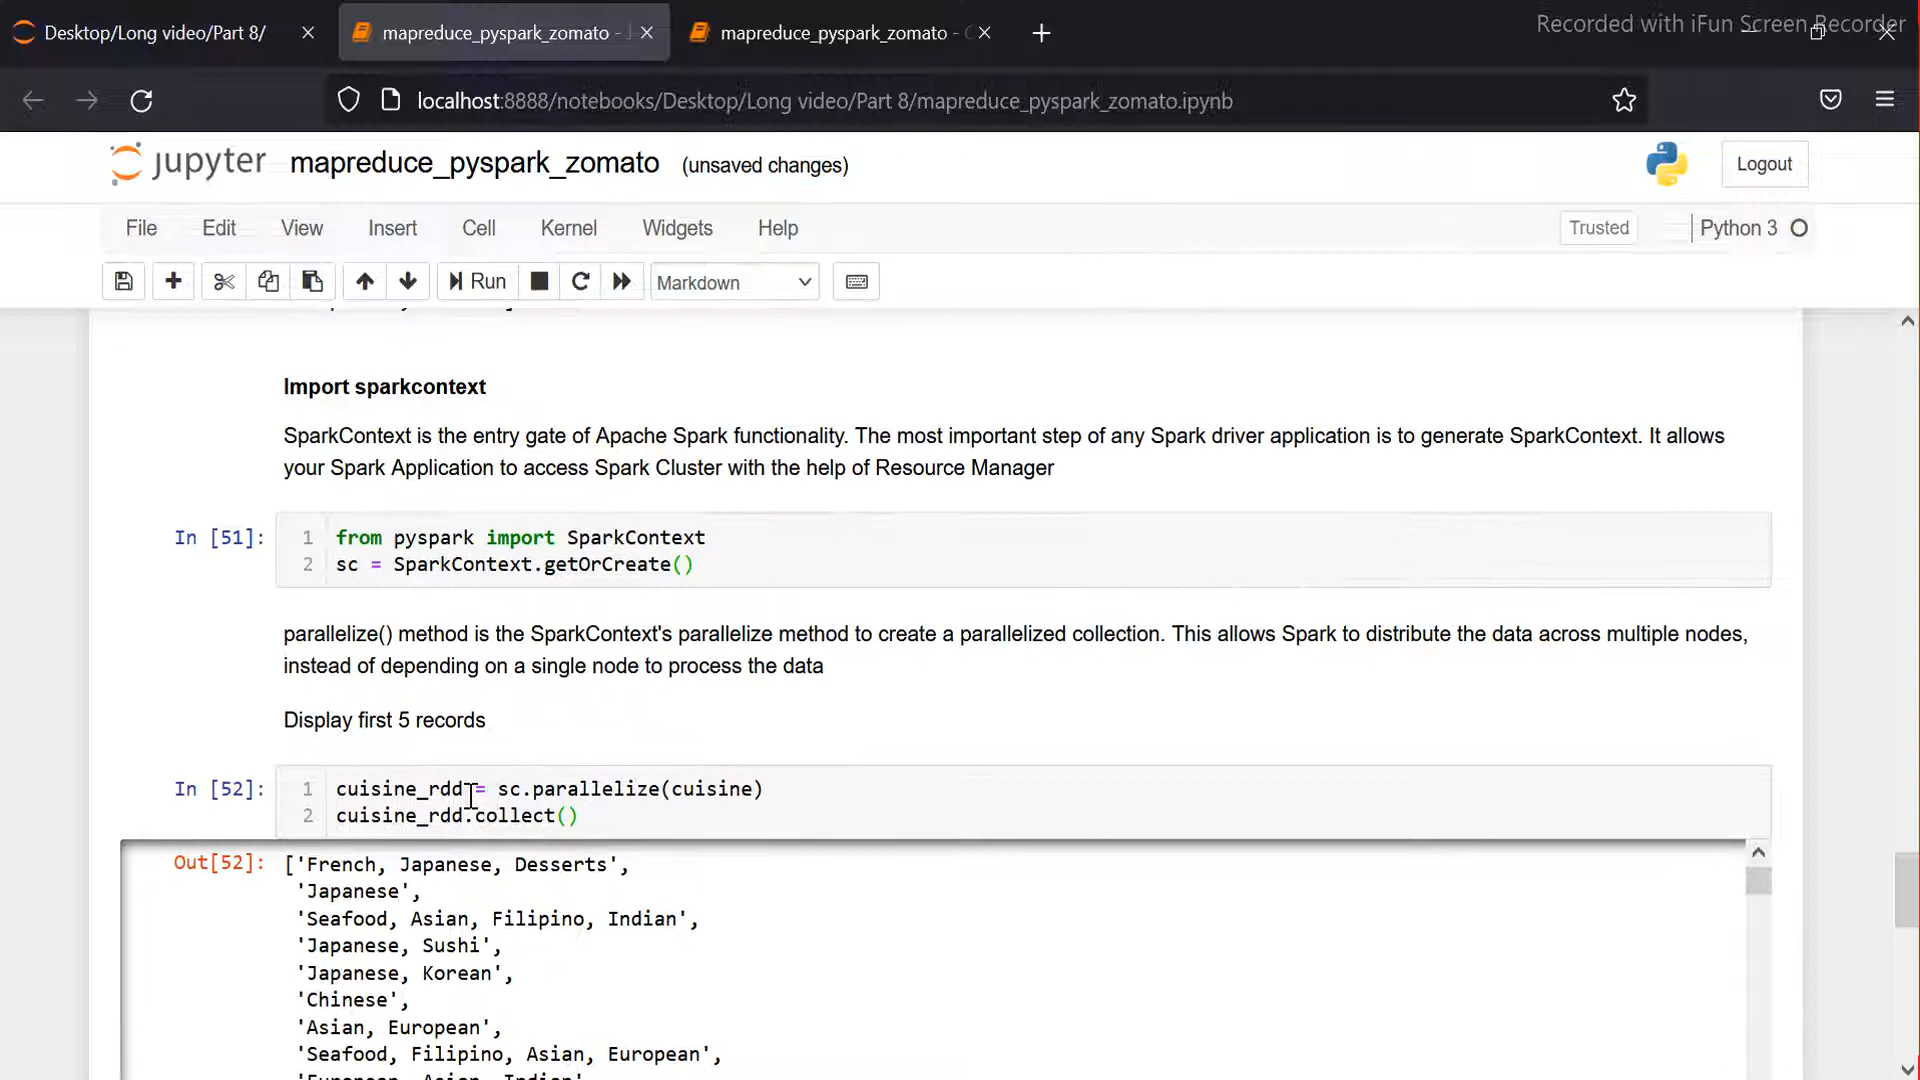 Desktop/Long video/Part 8/
mapreduce_pyspark_zomato -
mapreduce_pyspark_zomato -
Recorded with iFun Screen Recorder
localhost:8888/notebooks/Desktop/Long video/Part 8/mapreduce_pyspark_zomato.ipynb
jupyter mapreduce_pyspark_zomato (unsaved changes)
Logout
File Edit View Insert Cell Kernel Widgets Help
Trusted
Python 3
Run
Markdown
Import sparkcontext
SparkContext is the entry gate of Apache Spark functionality. The most important step of any Spark driver application is to generate SparkContext. It allows
your Spark Application to access Spark Cluster with the help of Resource Manager
In [51]: 1 from pyspark import SparkContext
2 sc = SparkContext.getOrCreate()
parallelize() method is the SparkContext's parallelize method to create a parallelized collection. This allows Spark to distribute the data across multiple nodes,
instead of depending on a single node to process the data
Display first 5 records
In [52]: 1 cuisine_rdd = sc.parallelize(cuisine)
2 cuisine_rdd.collect()
Out[52]: ['French, Japanese, Desserts',
'Japanese',
'Seafood, Asian, Filipino, Indian',
'Japanese, Sushi',
'Japanese, Korean',
'Chinese',
'Asian, European',
'Seafood, Filipino, Asian, European',
'European, Asian, Indian'